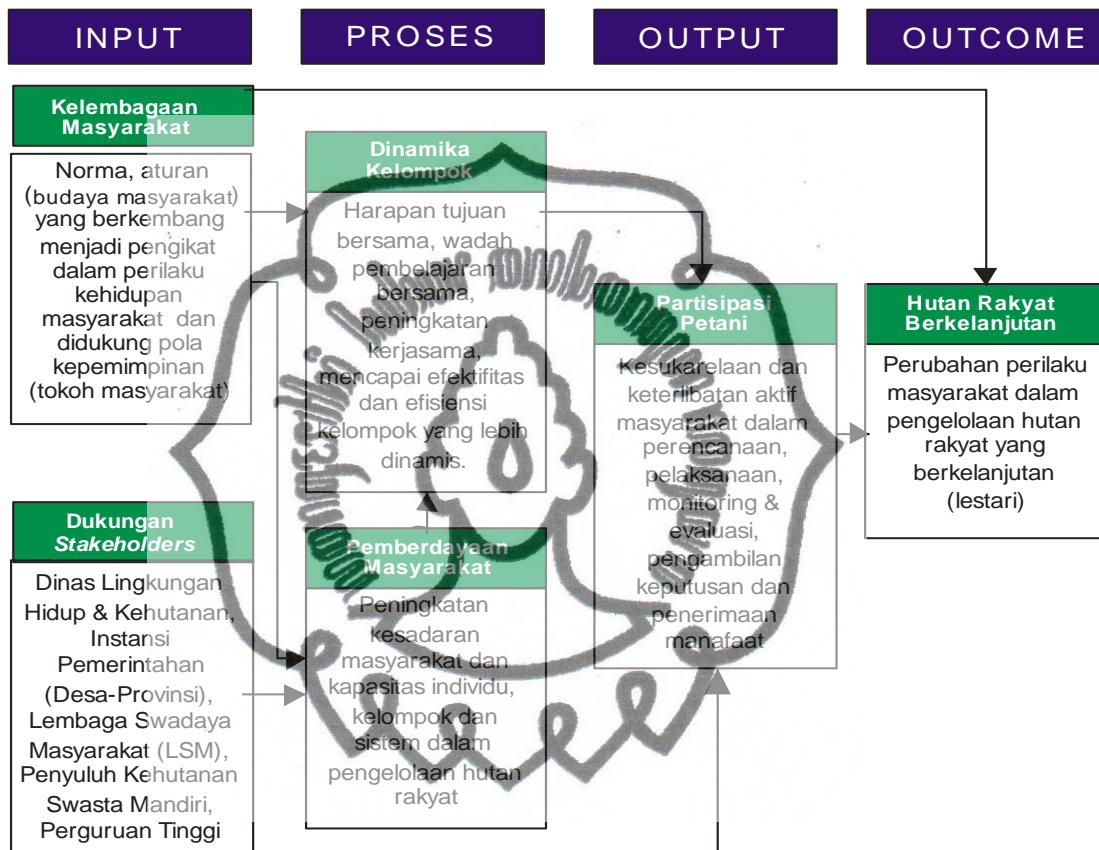 INPUT
PROSES
OUTPUT
OUTCOME
Kelembagaan
Masyarakat
Norma, aturan
(budaya masyarakat)
yang berkembang
menjadi pengikat
dalam perilaku
kehidupan
masyarakat dan
didukung pola
kepemimpinan
(tokoh masyarakat)
Dukungan
Stakeholders
Dinas Lingkungan
Hidup & Kehutanan,
Instansi
Pemerintahan
(Desa-Provinsi),
Lembaga Swadaya
Masyarakat (LSM),
Penyuluh Kehutanan
Swasta Mandiri,
Perguruan Tinggi
Dinamika
Kelompok
Harapan tujuan
bersama, wadah
pembelajaran
bersama,
peningkatan
kerjasama,
mencapai efektifitas
dan efisiensi
kelompok yang lebih
dinamis.
Pemberdayaan
Masyarakat
Peningkatan
kesadaran
masyarakat dan
kapasitas individu,
kelompok dan
sistem dalam
pengelolaan hutan
rakyat
Partisipasi
Petani
Kesukarelaan dan
keterlibatan aktif
masyarakat dalam
perencanaan,
pelaksanaan,
monitoring &
evaluasi,
pengambilan
keputusan dan
penerimaan
manafaat
Hutan Rakyat
Berkelanjutan
Perubahan perilaku
masyarakat dalam
pengelolaan hutan
rakyat yang
berkelanjutan
(lestari)